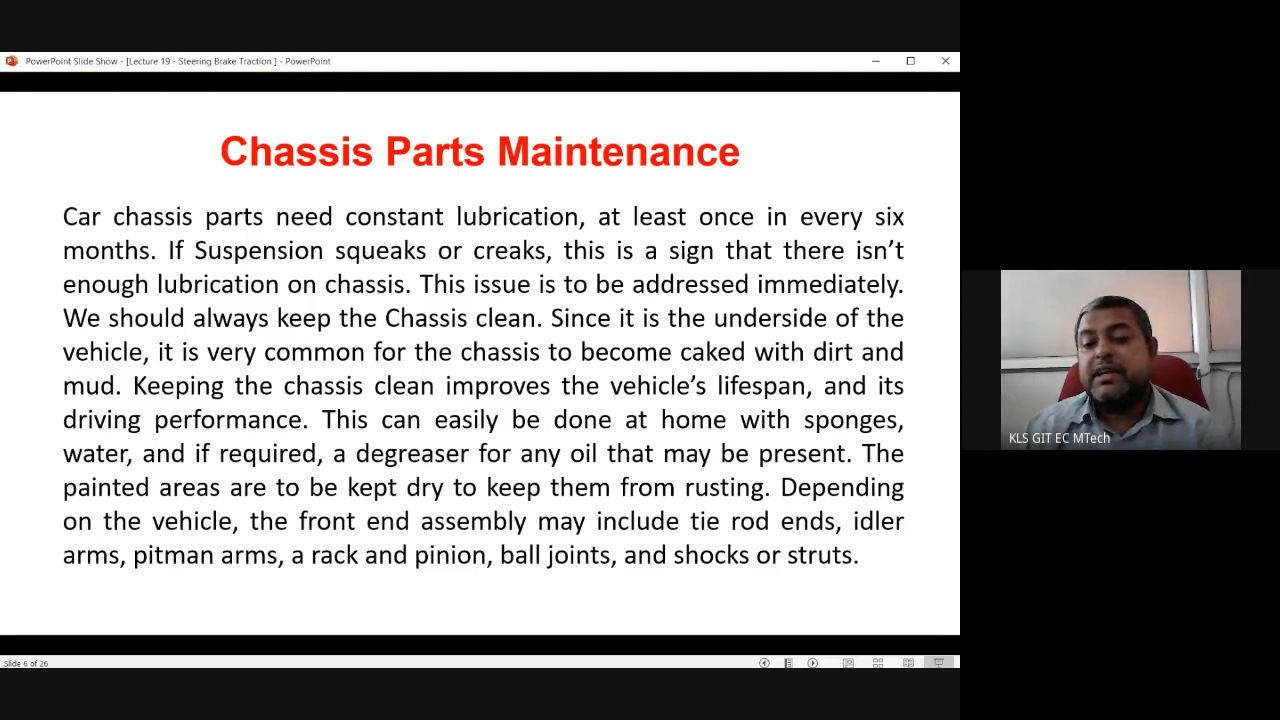 PowerPoint Slide Show - [Lecture 19 - Steering Brake Traction ] - PowerPoint
Chassis Parts Maintenance
Car chassis parts need constant lubrication, at least once in every six
months. If Suspension squeaks or creaks, this is a sign that there isn’t
enough lubrication on chassis. This issue is to be addressed immediately.
We should always keep the Chassis clean. Since it is the underside of the
vehicle, it is very common for the chassis to become caked with dirt and
mud. Keeping the chassis clean improves the vehicle’s lifespan, and its
driving performance. This can easily be done at home with sponges,
water, and if required, a degreaser for any oil that may be present. The
painted areas are to be kept dry to keep them from rusting. Depending
on the vehicle, the front end assembly may include tie rod ends, idler
arms, pitman arms, a rack and pinion, ball joints, and shocks or struts.
KLS GIT EC MTech
Slide 6 of 26